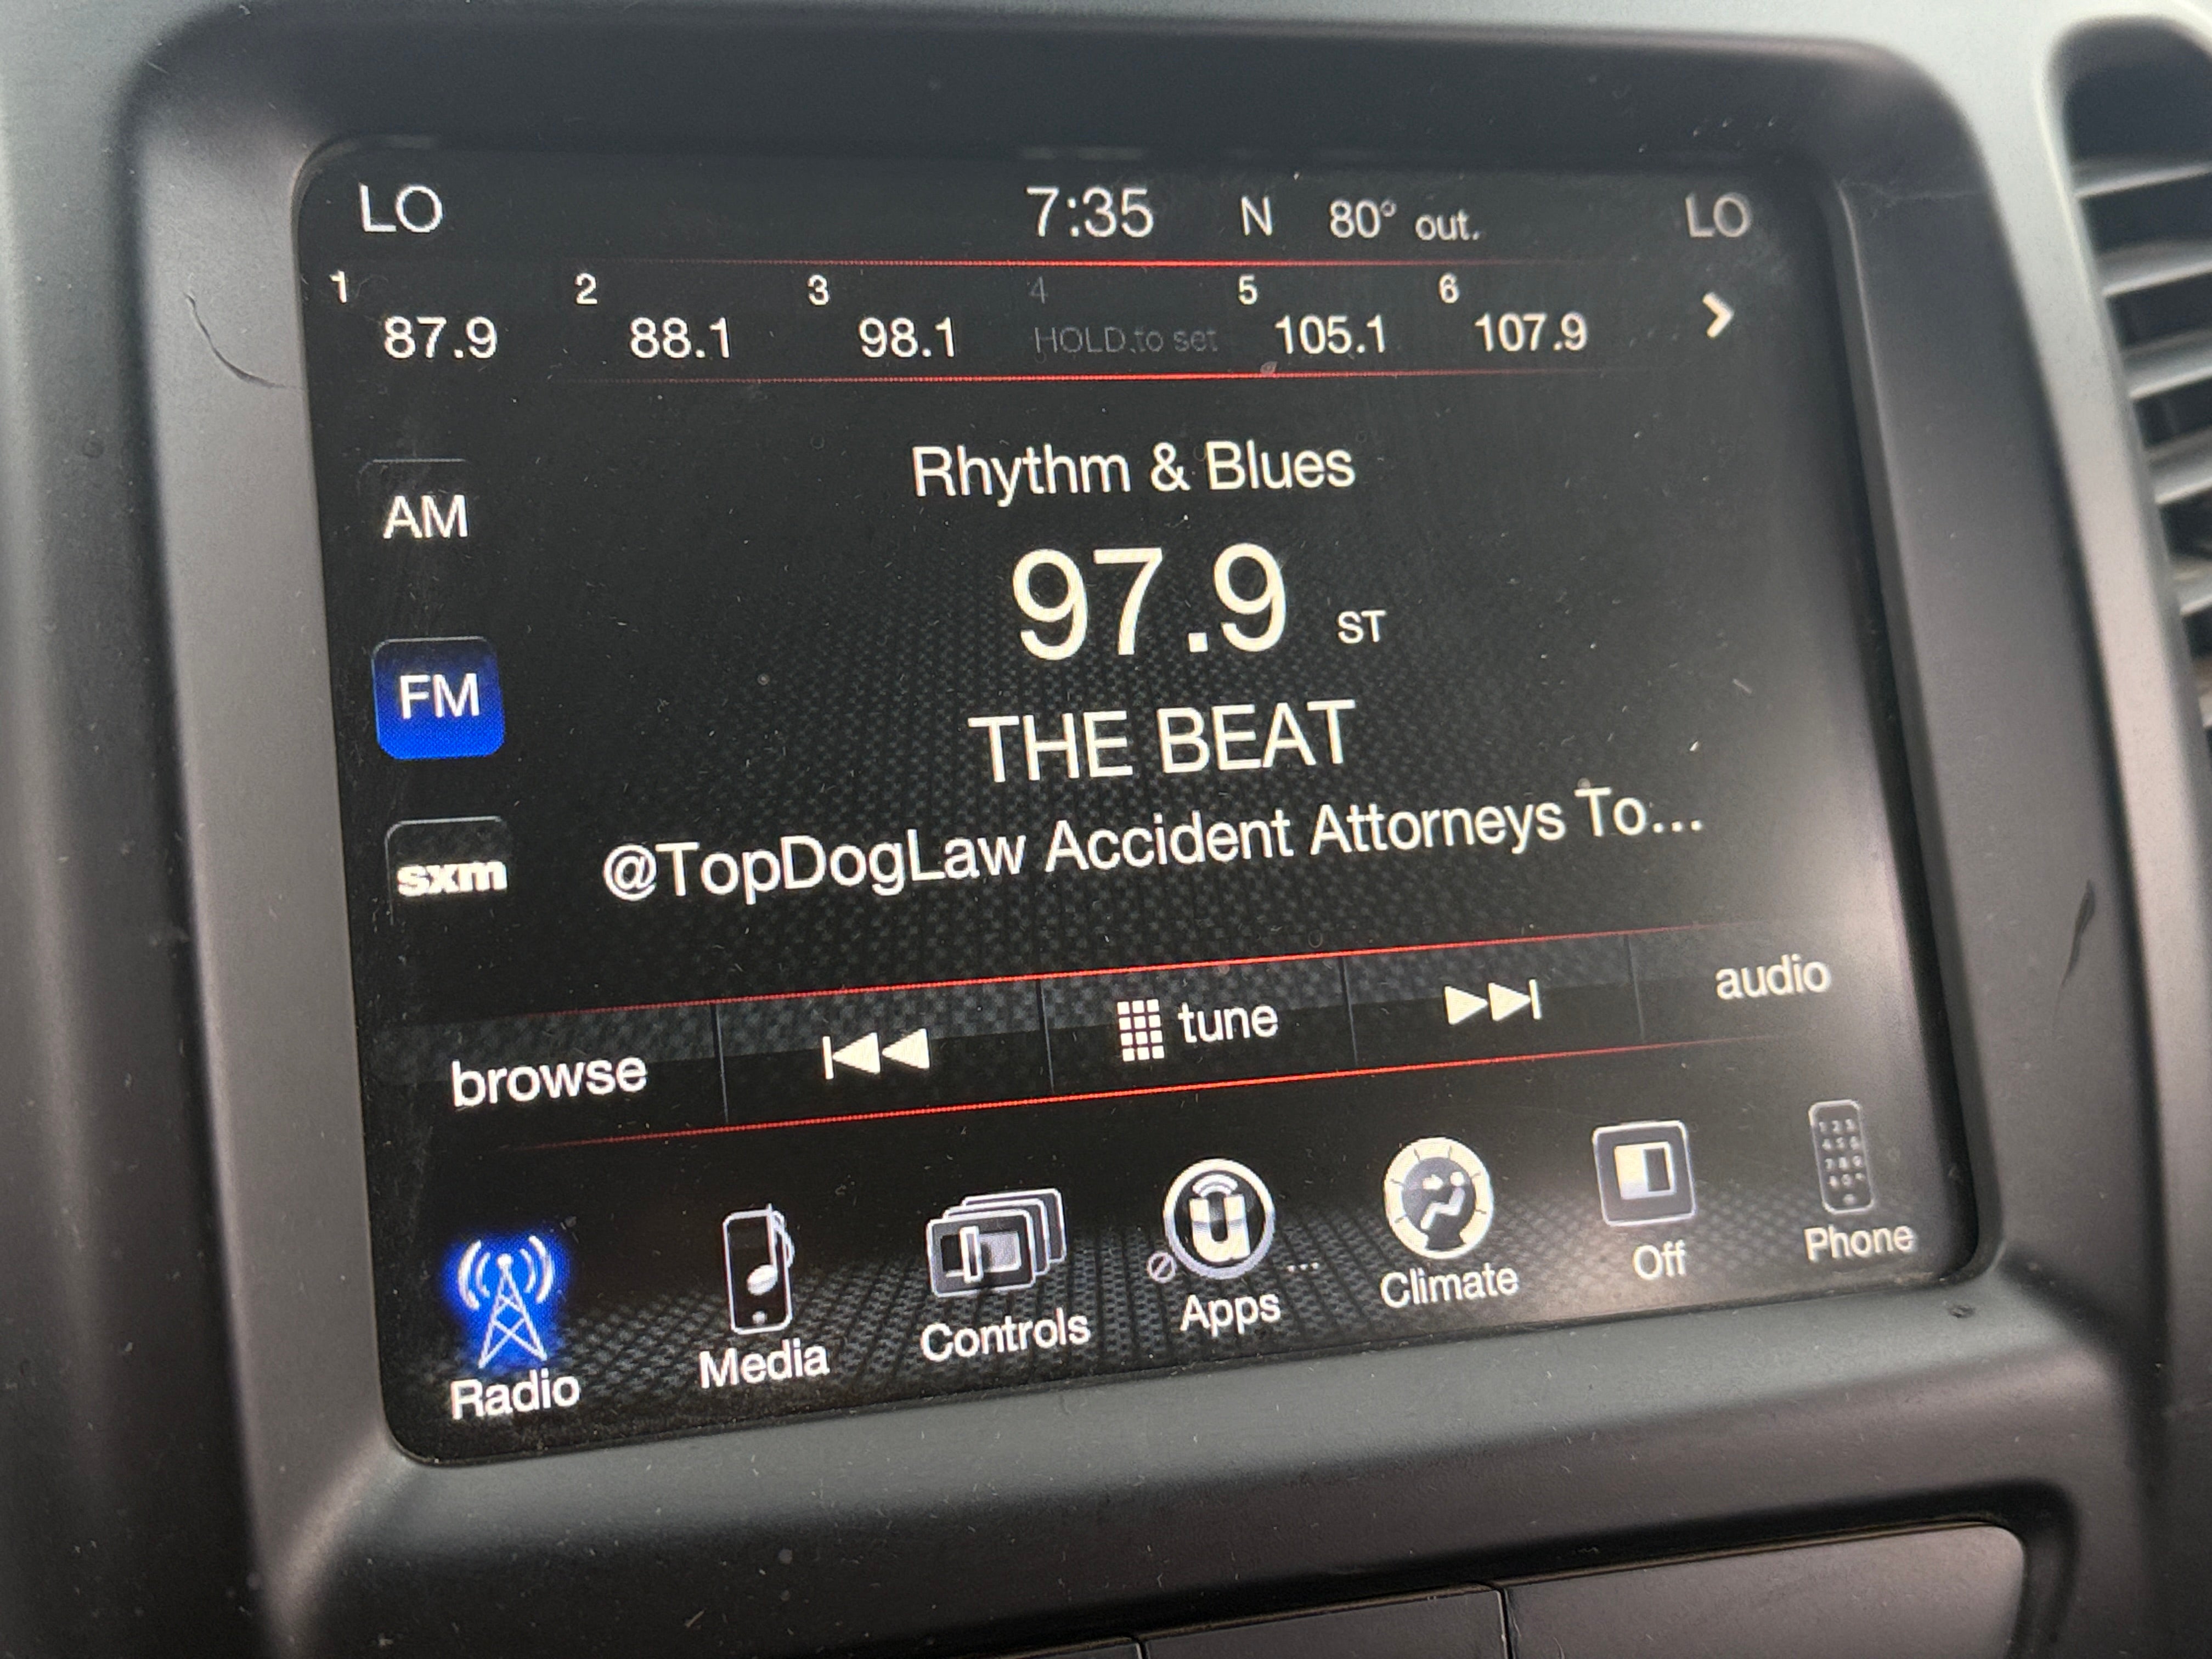 LO 7:35 N 80° out. LO
1 2 3 4 5 6
87.9 88.1 98.1 HOLD to set 105.1 107.9
Rhythm & Blues
AM
97.9 ST
FM
THE BEAT
@TopDogLaw Accident Attorneys To...
sxm
browse tune audio
Radio Media Controls Apps ... Climate Off Phone